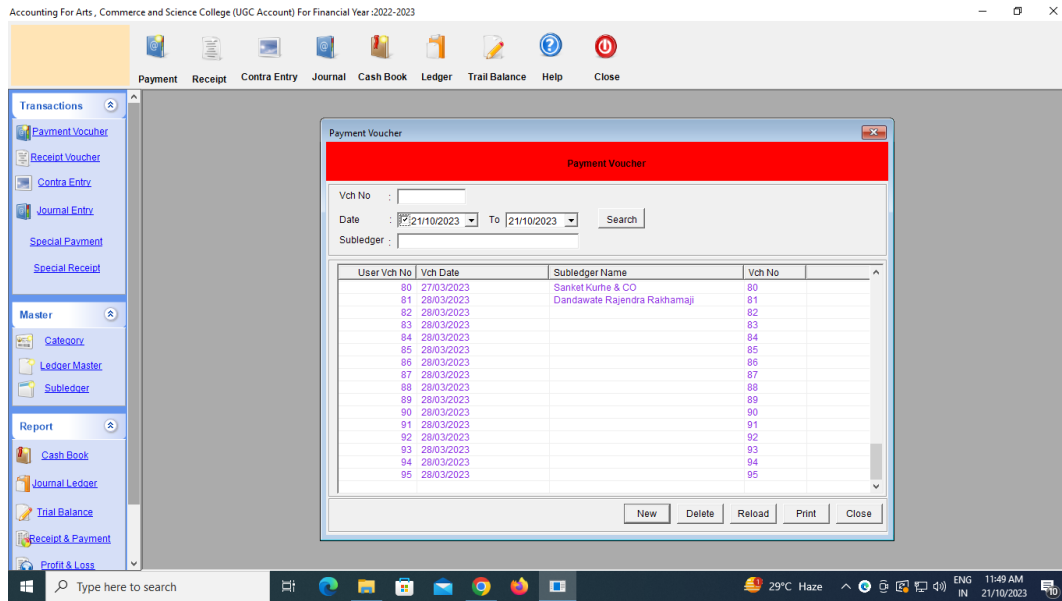 Accounting For Arts , Commerce and Science College (UGC Account) For Financial Year :2022-2023
Payment Receipt Contra Entry Journal Cash Book Ledger Trail Balance Help Close
Transactions
Payment Vocuher
Receipt Voucher
Contra Entry
Journal Entry
Special Payment
Special Receipt
Master
Category
Ledger Master
Subledger
Report
Cash Book
Journal Ledger
Trial Balance
Receipt & Payment
Profit & Loss
Payment Voucher
Payment Voucher
Vch No :
Date : 21/10/2023 To 21/10/2023 Search
Subledger :
User Vch No Vch Date Subledger Name Vch No
80 27/03/2023 Sanket Kurhe & CO 80
81 28/03/2023 Dandawate Rajendra Rakhamaji 81
82 28/03/2023 82
83 28/03/2023 83
84 28/03/2023 84
85 28/03/2023 85
86 28/03/2023 86
87 28/03/2023 87
88 28/03/2023 88
89 28/03/2023 89
90 28/03/2023 90
91 28/03/2023 91
92 28/03/2023 92
93 28/03/2023 93
94 28/03/2023 94
95 28/03/2023 95
New Delete Reload Print Close
Type here to search
29°C Haze
ENG
IN
11:49 AM
21/10/2023